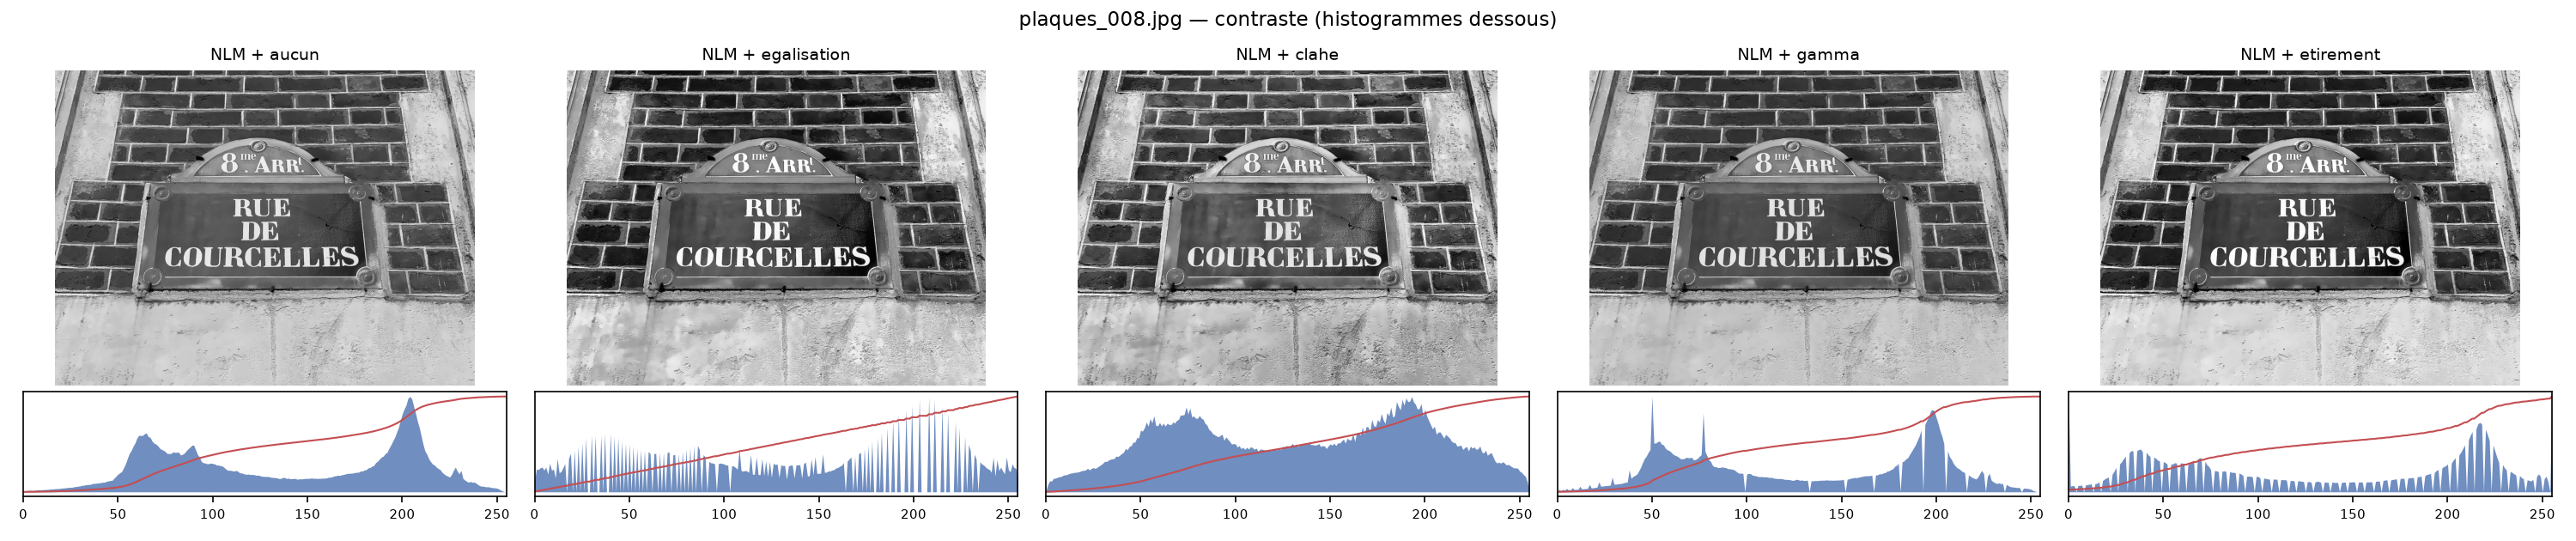 plaques_008.jpg — contraste (histogrammes dessous)
NLM + aucun
8me. ARRt.
RUE
DE
COURCELLES
0 50 100 150 200 250
NLM + egalisation
8me. ARRt.
RUE
DE
COURCELLES
0 50 100 150 200 250
NLM + clahe
8me. ARRt.
RUE
DE
COURCELLES
0 50 100 150 200 250
NLM + gamma
8me. ARRt.
RUE
DE
COURCELLES
0 50 100 150 200 250
NLM + etirement
8me. ARRt.
RUE
DE
COURCELLES
0 50 100 150 200 250